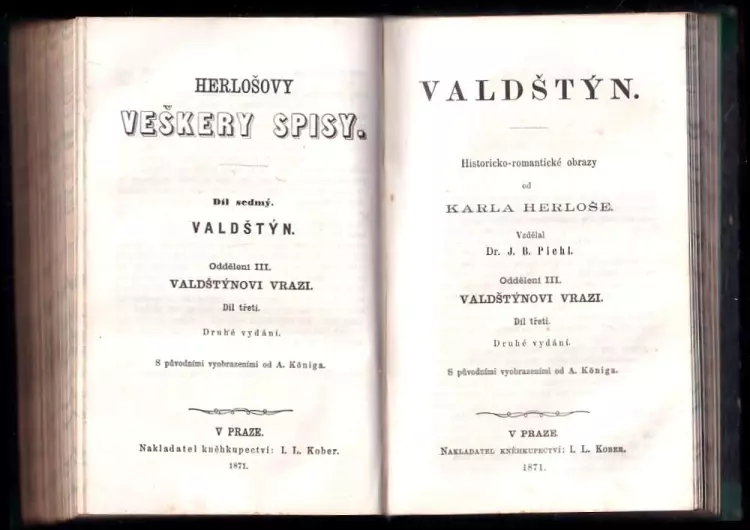 HERLOŠOVY
VEŠKERY SPISY.
Díl sedmý.
VALDŠTÝN.
Oddělení III.
VALDŠTÝNOVI VRAZI.
Díl třetí.
Druhé vydání.
S původními vyobrazeními od A. Königa.
V PRAZE.
Nakladatel kněhkupectví: I. L. Kober.
1871.
VALDŠTÝN.
Historicko-romantické obrazy
od
KARLA HERLOŠE.
Vzdělal
Dr. J. B. Pichl.
Oddělení III.
VALDŠTÝNOVI VRAZI.
Díl třetí.
Druhé vydání.
S původními vyobrazeními od A. Königa.
V PRAZE
NAKLADATEL KNĚHKUPECTVÍ: I. L. KOBER.
1871.